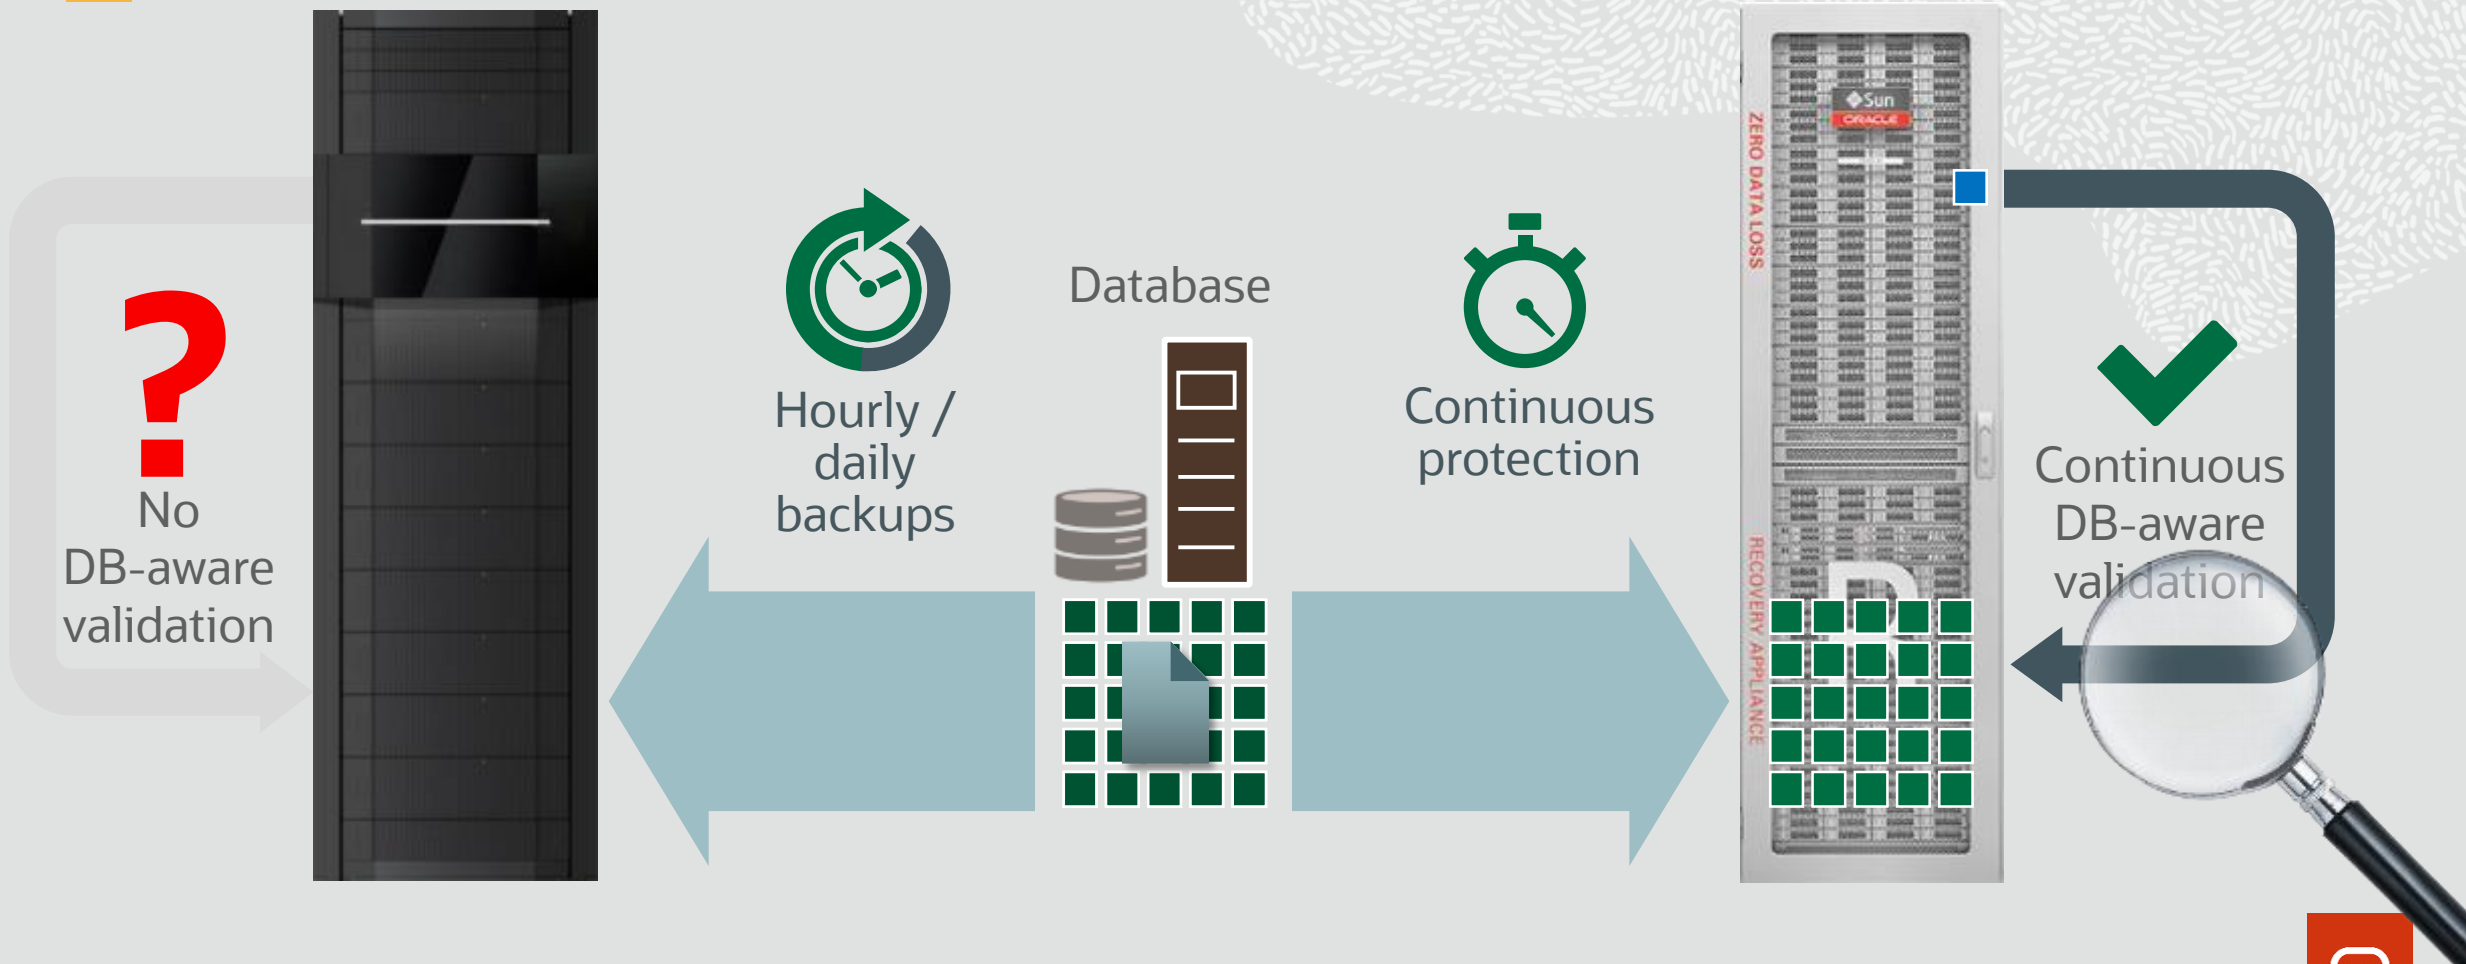 ?
No
DB-aware
validation
Hourly /
daily
backups
Database
Continuous
protection
Sun
ORACLE
ZERO DATA LOSS
RECOVERY APPLIANCE
R
Continuous
DB-aware
validation